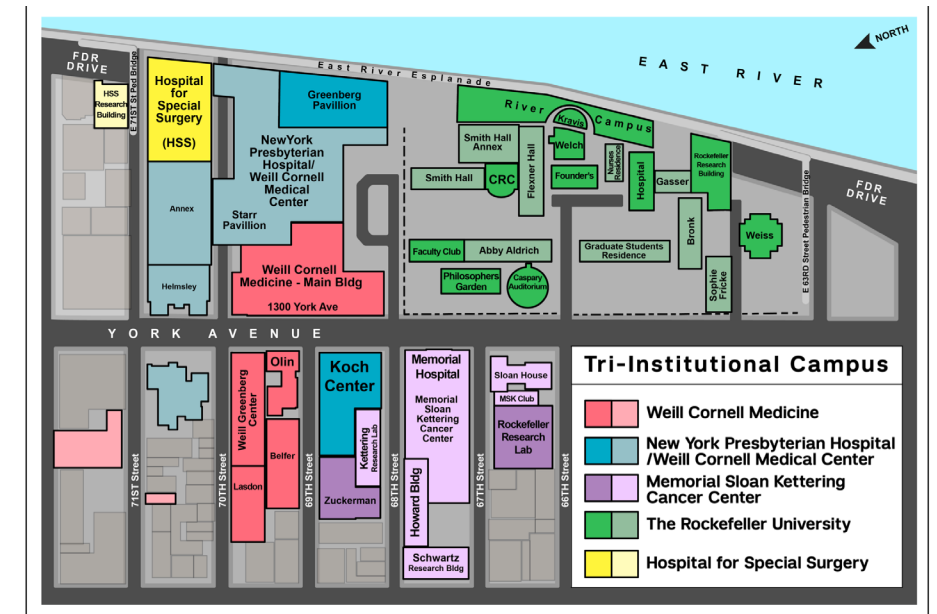 NORTH
EAST RIVER
FDR
DRIVE
East River Esplanade
E 71ST St Ped Bridge
HSS
Research
Building
Hospital
for
Special
Surgery
(HSS)
Greenberg
Pavillion
NewYork
Presbyterian
Hospital/
Weill Cornell
Medical
Center
Starr
Pavillion
Annex
Helmsley
Weill Cornell
Medicine - Main Bldg
1300 York Ave
River Campus
Kravis
Smith Hall
Annex
Welch
Flexner Hall
Smith Hall
CRC
Founder's
Nurses
Residence
Hospital
Gasser
Rockefeller
Research
Building
FDR
DRIVE
E 63RD Street Pedestrian Bridge
Bronk
Weiss
Faculty Club
Abby Aldrich
Graduate Students
Residence
Philosophers
Garden
Caspary
Auditorium
Sophie
Fricke
YORK AVENUE
71ST Street
70TH Street
Weill Greenberg
Center
Lasdon
Olin
Belfer
69TH Street
Koch
Center
Kettering
Research Lab
Zuckerman
68TH Street
Memorial
Hospital
Memorial
Sloan
Kettering
Cancer
Center
Howard Bldg
Schwartz
Research Bldg
67TH Street
Sloan House
MSK Club
Rockefeller
Research
Lab
66TH Street
Tri-Institutional Campus
Weill Cornell Medicine
New York Presbyterian Hospital
/Weill Cornell Medical Center
Memorial Sloan Kettering
Cancer Center
The Rockefeller University
Hospital for Special Surgery